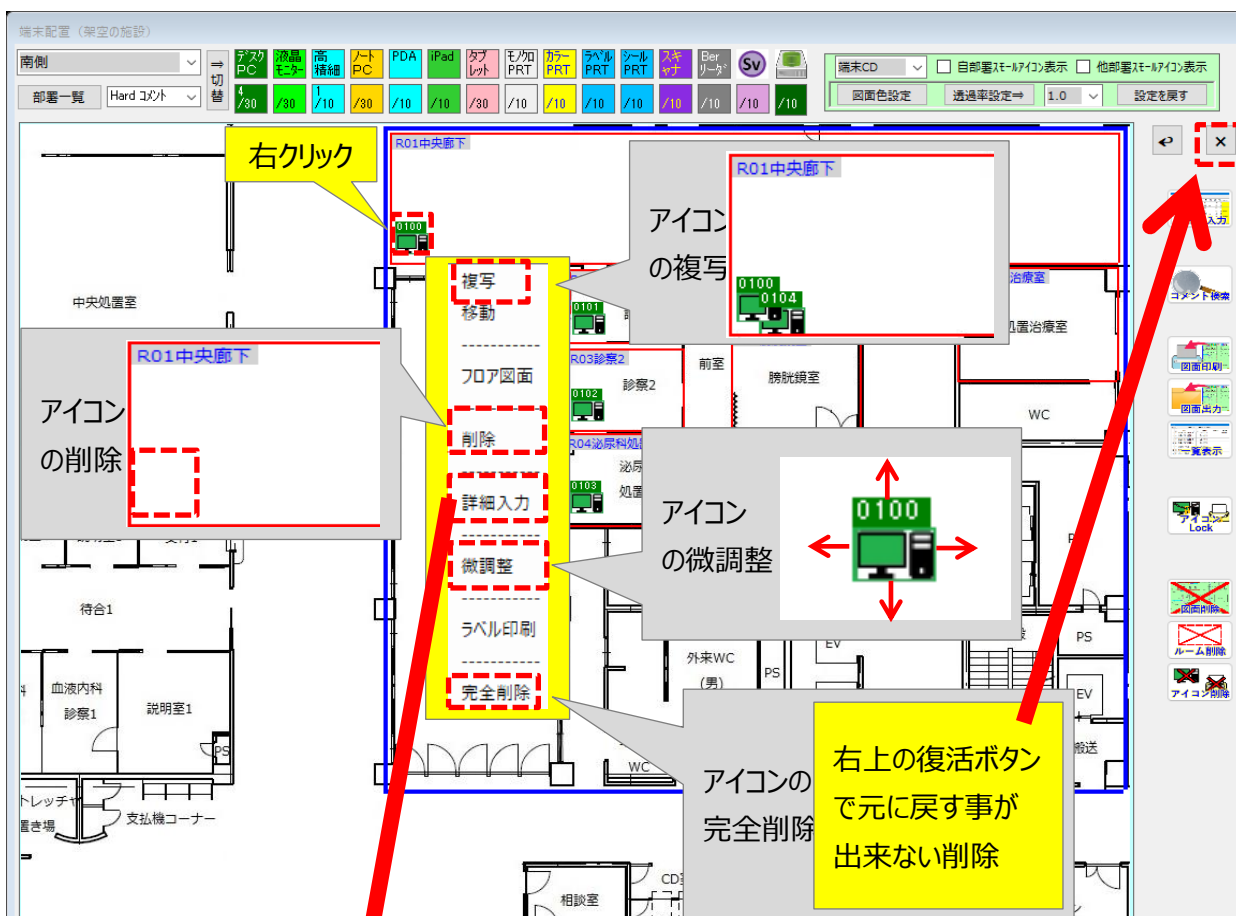 端末配置（架空の施設）
南側
⇒
切
替
デスク
PC
液晶
モニター
高
精細
ノート
PC
PDA
iPad
タブ
レット
モノクロ
PRT
カラー
PRT
ラベル
PRT
シール
PRT
スキ
ャナ
Ber
リーダ
Sv
部署一覧
Hard コメント
4
/30
/30
1
/10
/30
/10
/10
/30
/10
/10
/10
/10
/10
/10
/10
/10
端末CD
自部署スモールアイコン表示
他部署スモールアイコン表示
図面色設定
透過率設定⇒
1.0
設定を戻す
×
右クリック
R01中央廊下
0100
アイコン
の複写
R01中央廊下
0100
0104
入力
コメント検索
図面印刷
図面出力
一覧表示
アイコン
Lock
図面削除
ルーム削除
アイコン削除
中央処置室
複写
移動
フロア図面
削除
詳細入力
微調整
ラベル印刷
完全削除
0101
治療室
処置治療室
R03診察2
0102
診察2
前室
膀胱鏡室
WC
R04泌尿科処
0103
泌尿
処置
アイコン
の削除
R01中央廊下
アイコン
の微調整
0100
待合1
血液内科
診察1
説明室1
PS
外来WC
(男)
PS
EV
PS
EV
搬送
WC
アイコンの
完全削除
右上の復活ボタン
で元に戻す事が
出来ない削除
トレッチャ
置き場
支払機コーナー
相談室